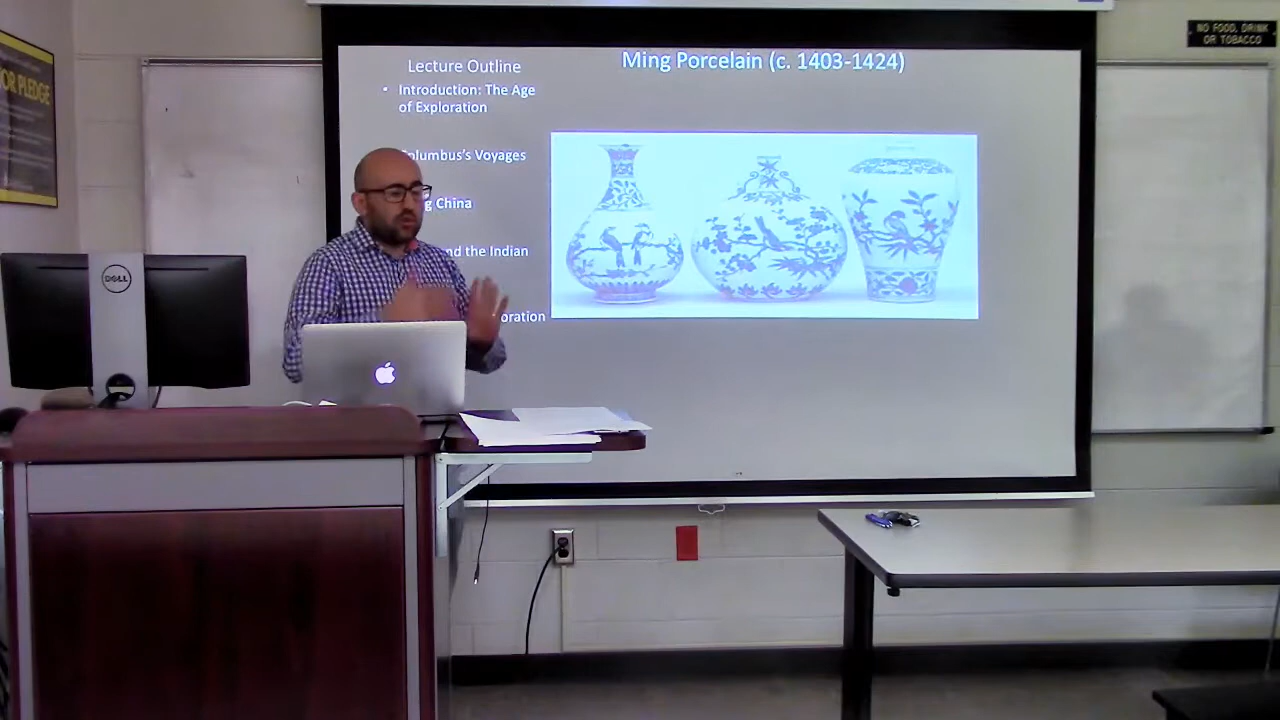 NO FOOD, DRINK
OR TOBACCO
OR PLEDGE
Ming Porcelain (c. 1403-1424)
Lecture Outline
• Introduction: The Age
of Exploration
Columbus's Voyages
China
nd the Indian
oration
DELL